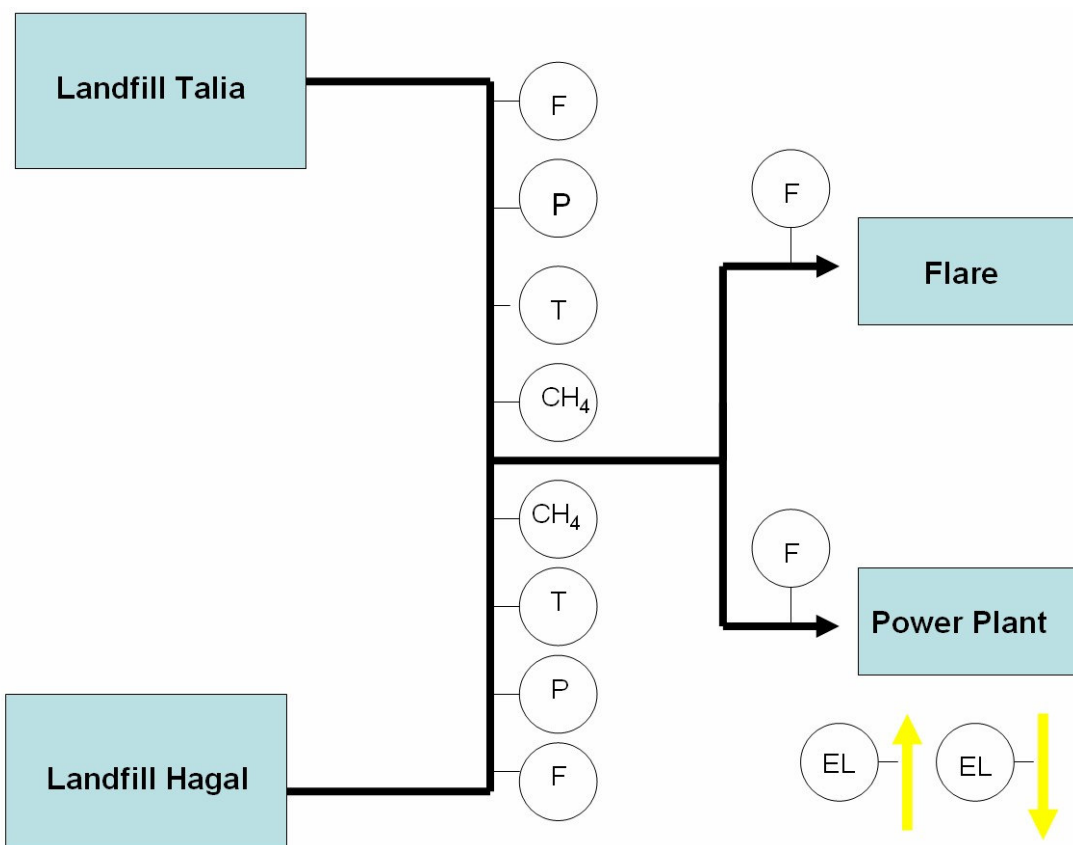 Landfill Talia
F
P
T
CH₄
F
Flare
CH₄
T
P
F
F
Power Plant
Landfill Hagal
EL
EL